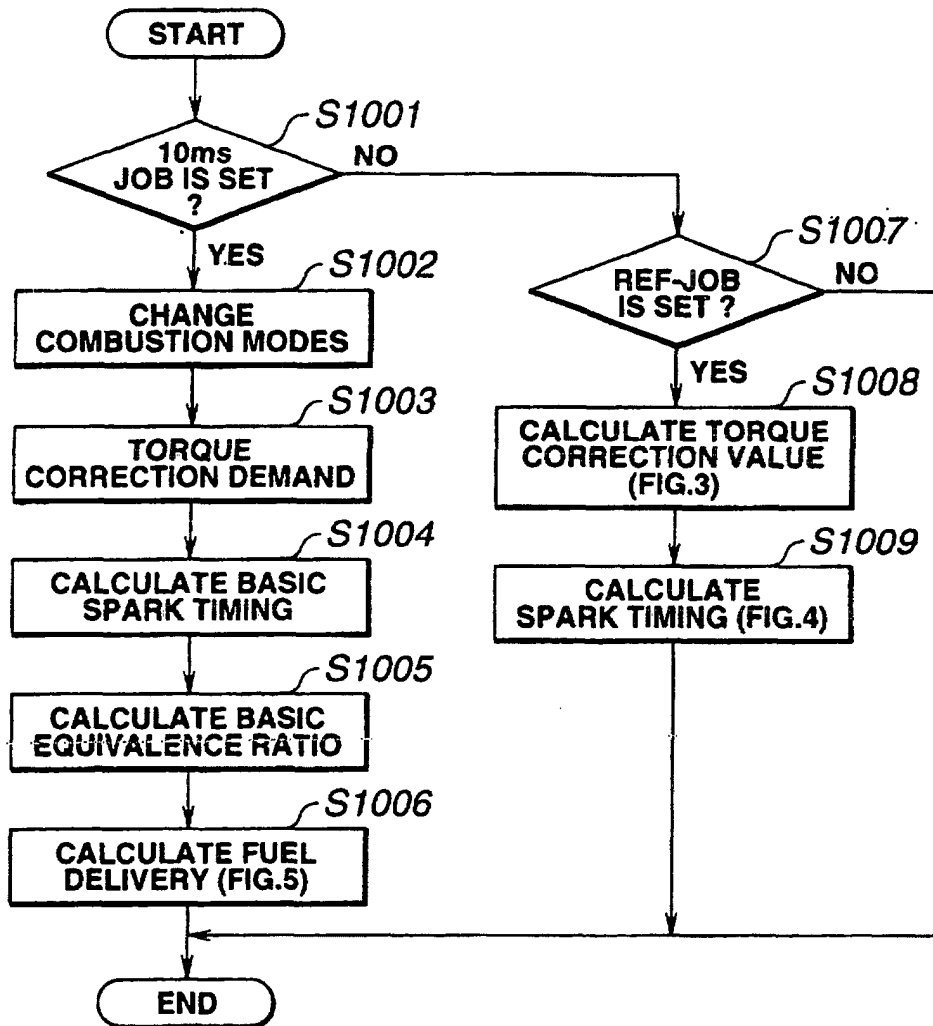 START
S1001
10ms
JOB IS SET
?
NO
YES
S1002
CHANGE
COMBUSTION MODES
S1003
TORQUE
CORRECTION DEMAND
S1004
CALCULATE BASIC
SPARK TIMING
S1005
CALCULATE BASIC
EQUIVALENCE RATIO
S1006
CALCULATE FUEL
DELIVERY (FIG.5)
END
S1007
REF-JOB
IS SET ?
NO
YES
S1008
CALCULATE TORQUE
CORRECTION VALUE
(FIG.3)
S1009
CALCULATE
SPARK TIMING (FIG.4)